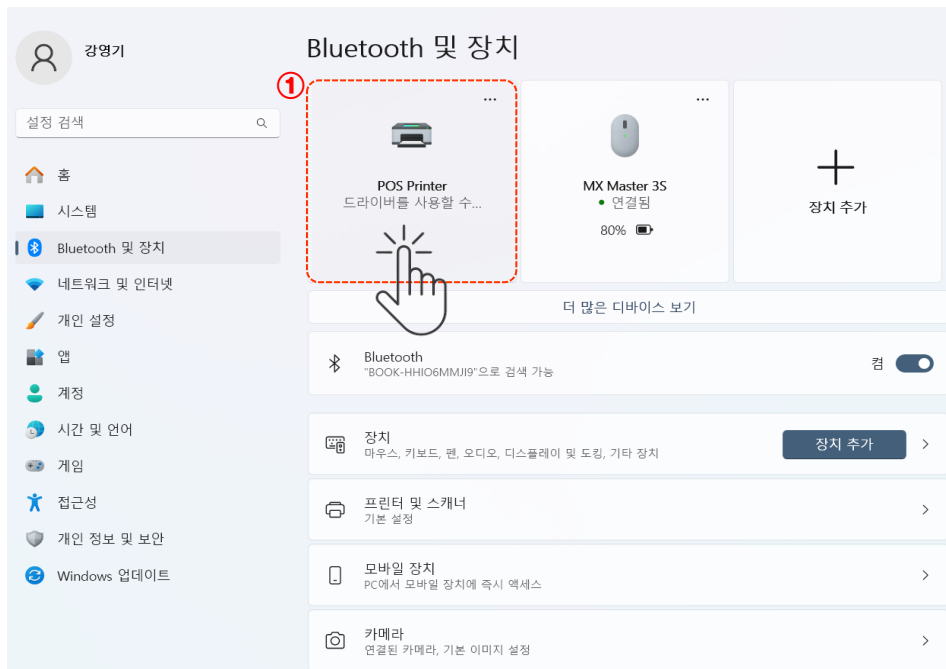 강영기
설정 검색
홈
시스템
Bluetooth 및 장치
네트워크 및 인터넷
개인 설정
앱
계정
시간 및 언어
게임
접근성
개인 정보 및 보안
Windows 업데이트
Bluetooth 및 장치
①
...
POS Printer
드라이버를 사용할 수...
...
MX Master 3S
연결됨
80%
장치 추가
더 많은 디바이스 보기
Bluetooth
"BOOK-HHIO6MMJI9"으로 검색 가능
켬
장치
마우스, 키보드, 펜, 오디오, 디스플레이 및 도킹, 기타 장치
장치 추가
프린터 및 스캐너
기본 설정
모바일 장치
PC에서 모바일 장치에 즉시 액세스
카메라
연결된 카메라, 기본 이미지 설정